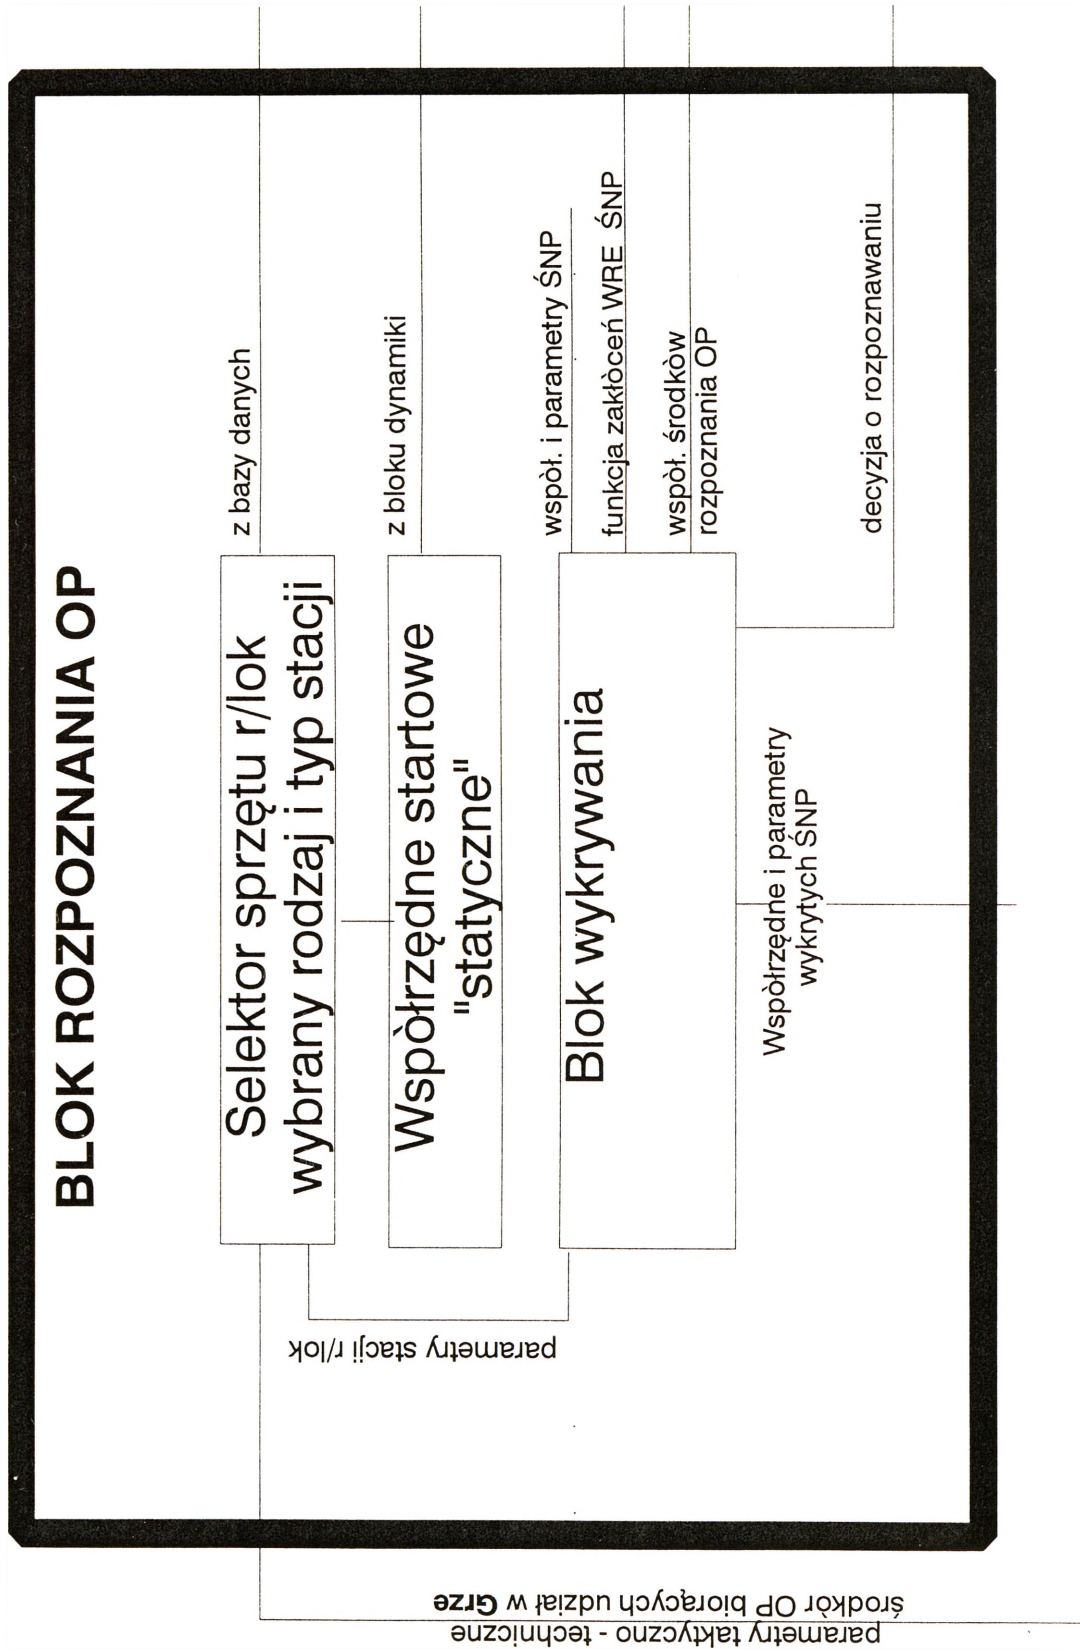 BLOK ROZPOZNANIA OP
Selektor sprzętu r/lok
wybrany rodzaj i typ stacji
z bazy danych
Wspòłrzędne startowe
"statyczne"
z bloku dynamiki
Blok wykrywania
wspòł. i parametry ŚNP
funkcja zakłòceń WRE ŚNP
wspòł. środkòw
rozpoznania OP
decyzja o rozpoznawaniu
Wspòłrzędne i parametry
wykrytych ŚNP
parametry stacji r/lok
parametry taktyczno - techniczne
środkòr OP biorących udział w Grze